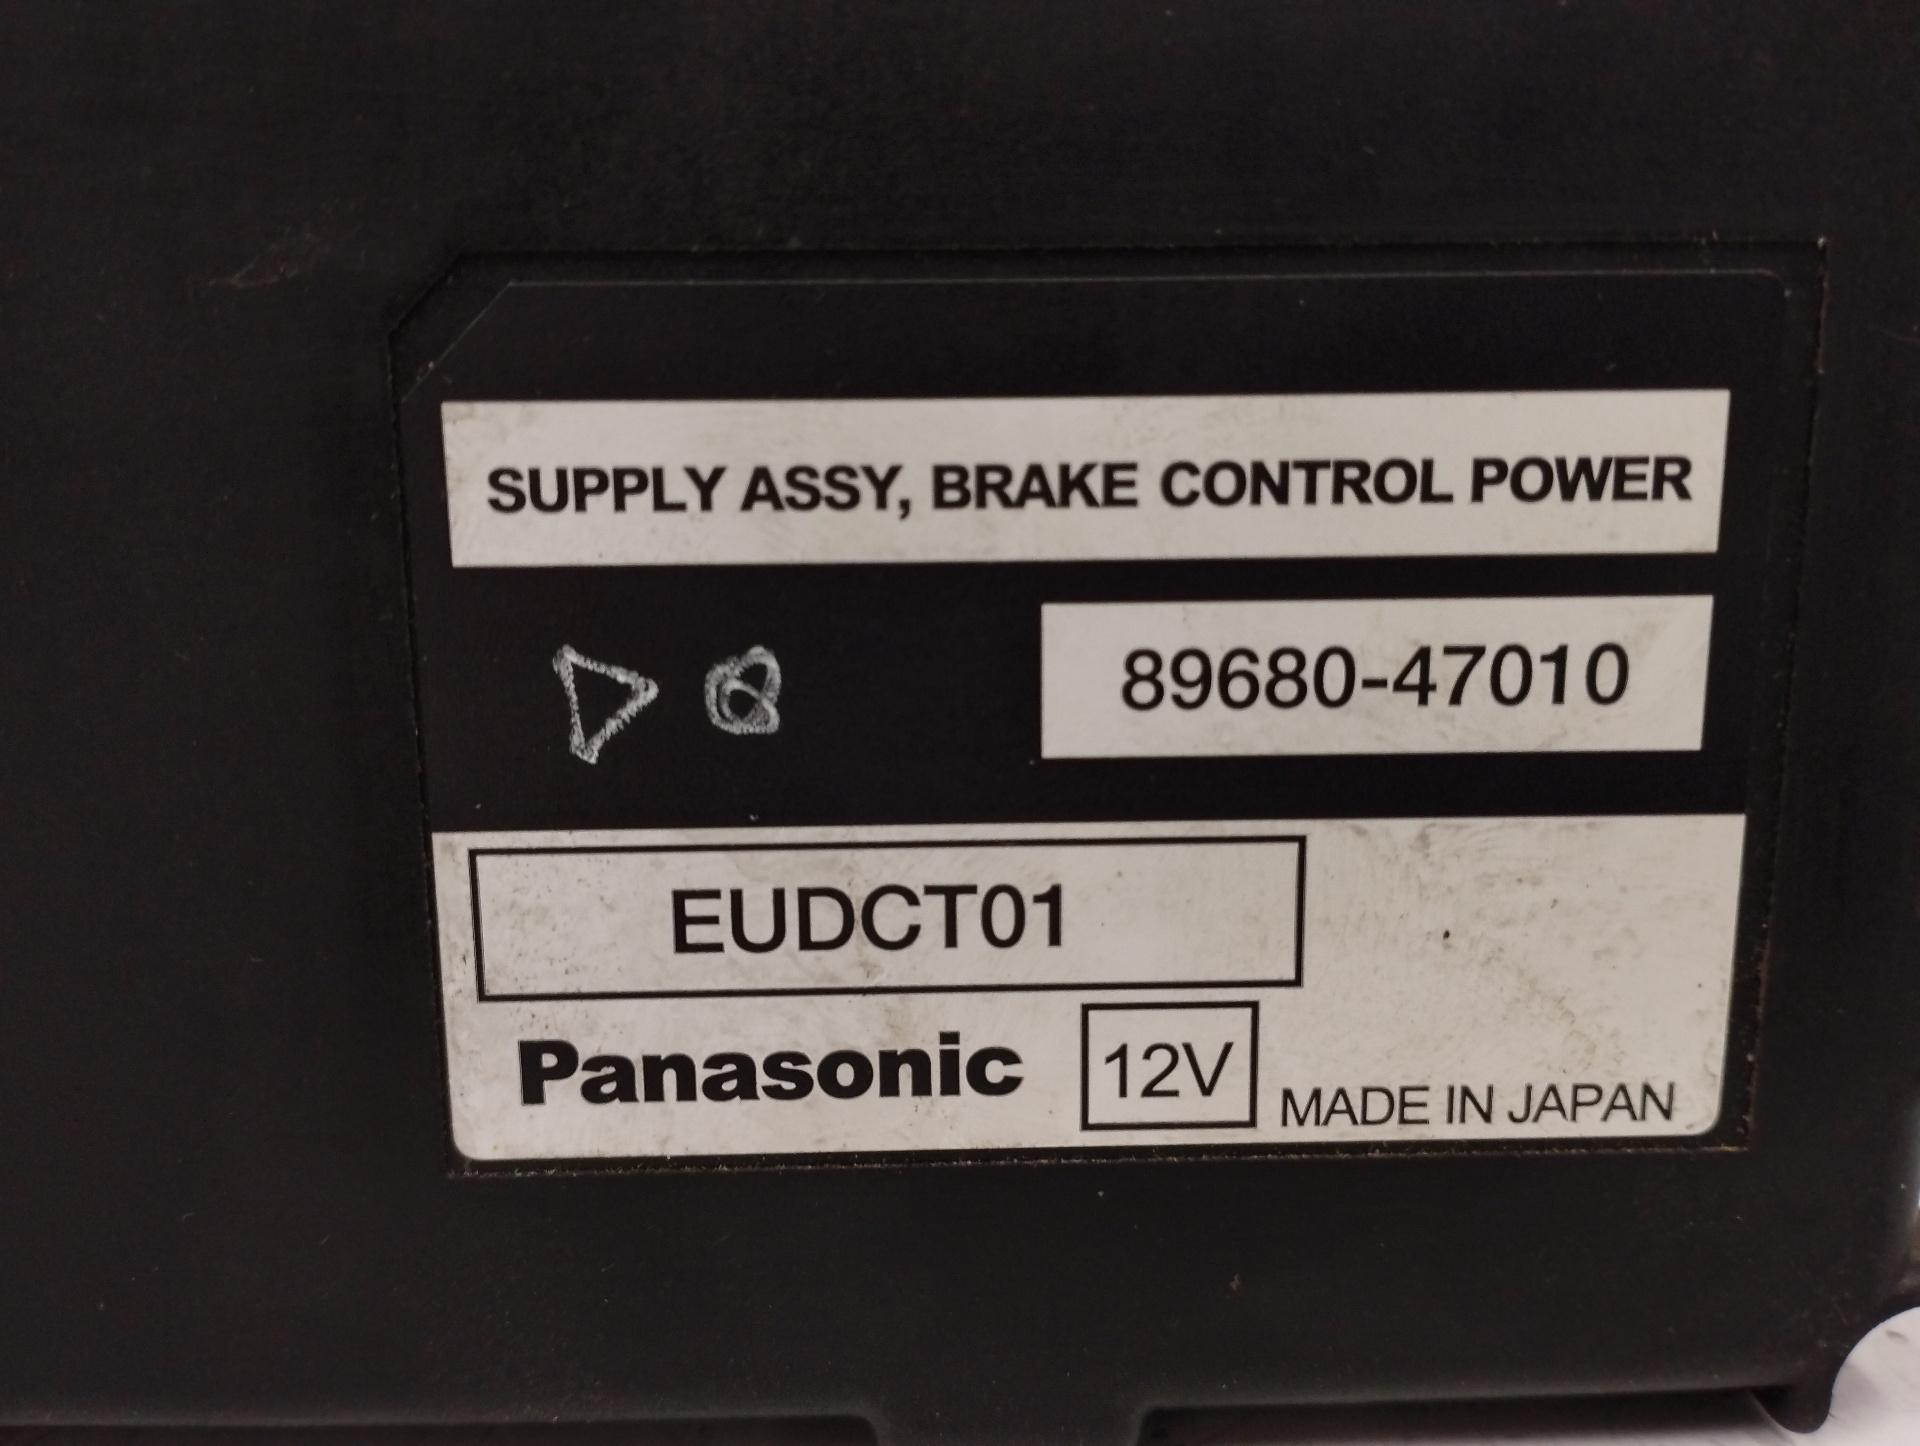 SUPPLY ASSY, BRAKE CONTROL POWER
89680-47010
EUDCT01
Panasonic 12V MADE IN JAPAN